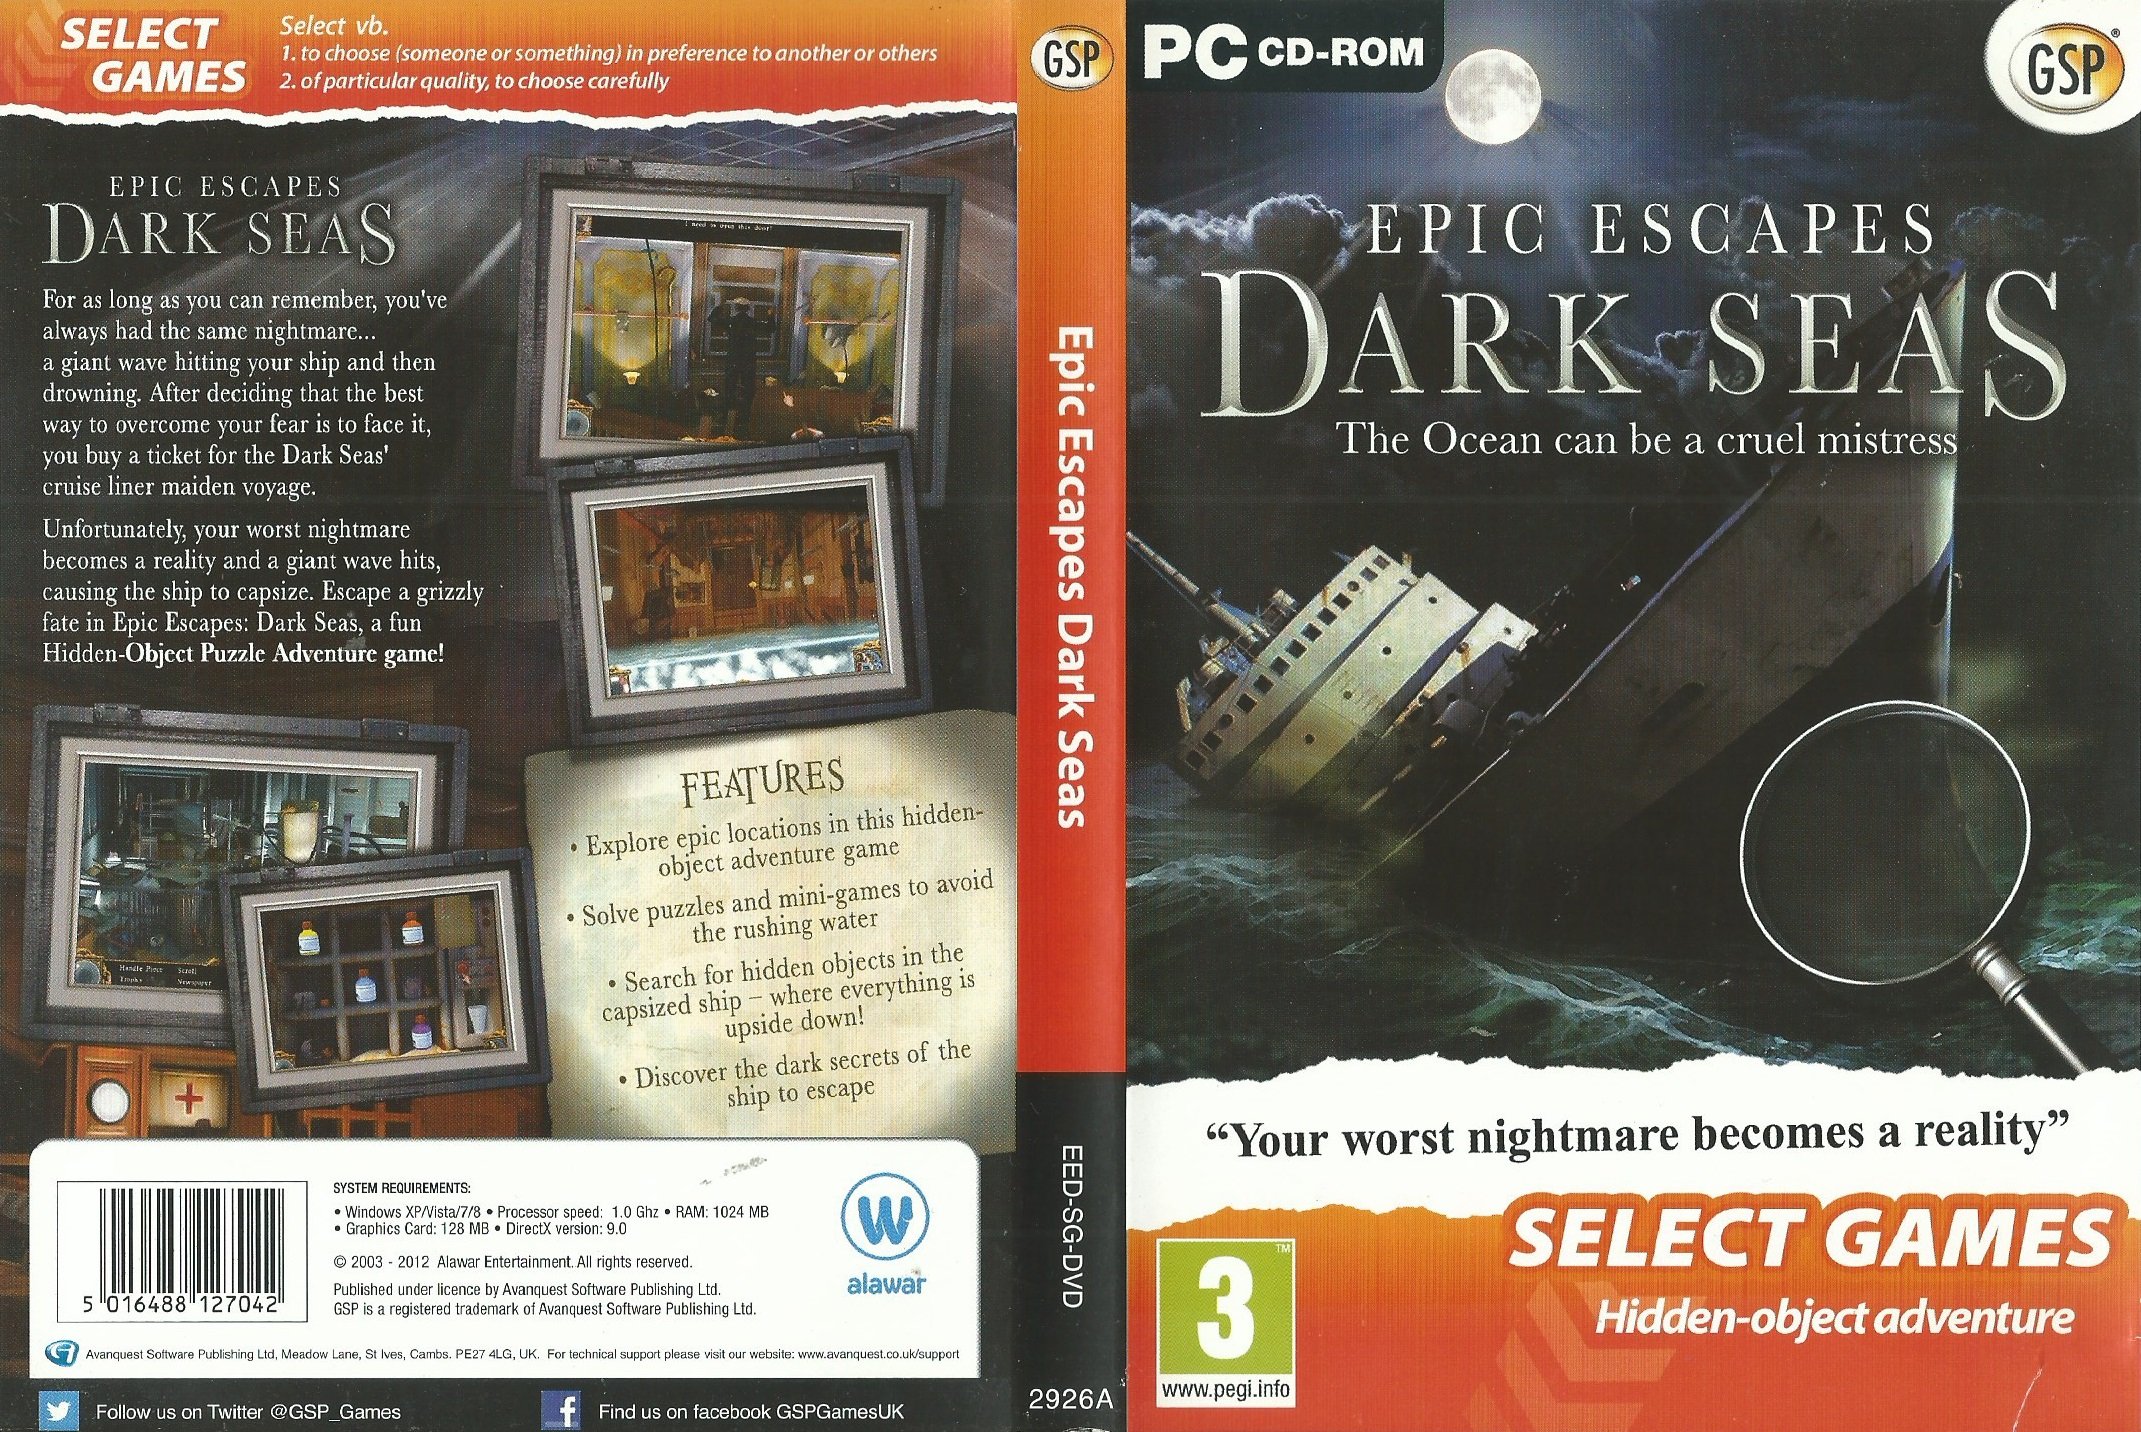 SELECT
GAMES
Select vb.
1. to choose (someone or something) in preference to another or others
2. of particular quality, to choose carefully
EPIC ESCAPES
DARK SEAS
For as long as you can remember, you've
always had the same nightmare...
a giant wave hitting your ship and then
drowning. After deciding that the best
way to overcome your fear is to face it,
you buy a ticket for the Dark Seas'
cruise liner maiden voyage.
Unfortunately, your worst nightmare
becomes a reality and a giant wave hits,
causing the ship to capsize. Escape a grizzly
fate in Epic Escapes: Dark Seas, a fun
Hidden-Object Puzzle Adventure game!
I need to open this door!
Handle Piece Scroll
Trophy Newspaper
FEATURES
• Explore epic locations in this hidden-
object adventure game
• Solve puzzles and mini-games to avoid
the rushing water
• Search for hidden objects in the
capsized ship – where everything is
upside down!
• Discover the dark secrets of the
ship to escape
5 016488 127042
SYSTEM REQUIREMENTS:
• Windows XP/Vista/7/8 • Processor speed: 1.0 Ghz • RAM: 1024 MB
• Graphics Card: 128 MB • DirectX version: 9.0
© 2003 - 2012 Alawar Entertainment. All rights reserved.
Published under licence by Avanquest Software Publishing Ltd.
GSP is a registered trademark of Avanquest Software Publishing Ltd.
alawar
Avanquest Software Publishing Ltd, Meadow Lane, St Ives, Cambs. PE27 4LG, UK. For technical support please visit our website: www.avanquest.co.uk/support
Follow us on Twitter @GSP_Games
Find us on facebook GSPGamesUK
GSP
Epic Escapes Dark Seas
EED-SG-DVD
2926A
PC CD-ROM
GSP®
EPIC ESCAPES
DARK SEAS
The Ocean can be a cruel mistress
“Your worst nightmare becomes a reality”
SELECT GAMES
Hidden-object adventure
3™
www.pegi.info